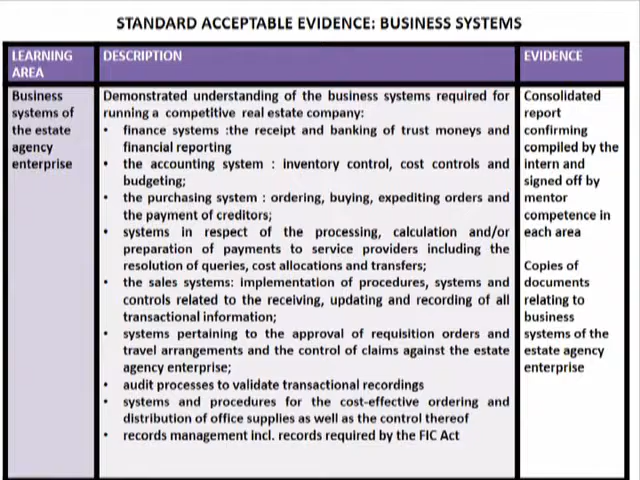 STANDARD ACCEPTABLE EVIDENCE: BUSINESS SYSTEMS
LEARNING AREA
DESCRIPTION
EVIDENCE
Business
systems of
the estate
agency
enterprise
Demonstrated understanding of the business systems required for
running a competitive real estate company:
• finance systems :the receipt and banking of trust moneys and
financial reporting
• the accounting system : inventory control, cost controls and
budgeting;
• the purchasing system : ordering, buying, expediting orders and
the payment of creditors;
• systems in respect of the processing, calculation and/or
preparation of payments to service providers including the
resolution of queries, cost allocations and transfers;
• the sales systems: implementation of procedures, systems and
controls related to the receiving, updating and recording of all
transactional information;
• systems pertaining to the approval of requisition orders and
travel arrangements and the control of claims against the estate
agency enterprise;
• audit processes to validate transactional recordings
• systems and procedures for the cost-effective ordering and
distribution of office supplies as well as the control thereof
• records management incl. records required by the FIC Act
Consolidated
report
confirming
compiled by the
intern and
signed off by
mentor
competence in
each area
Copies of
documents
relating to
business
systems of the
estate agency
enterprise